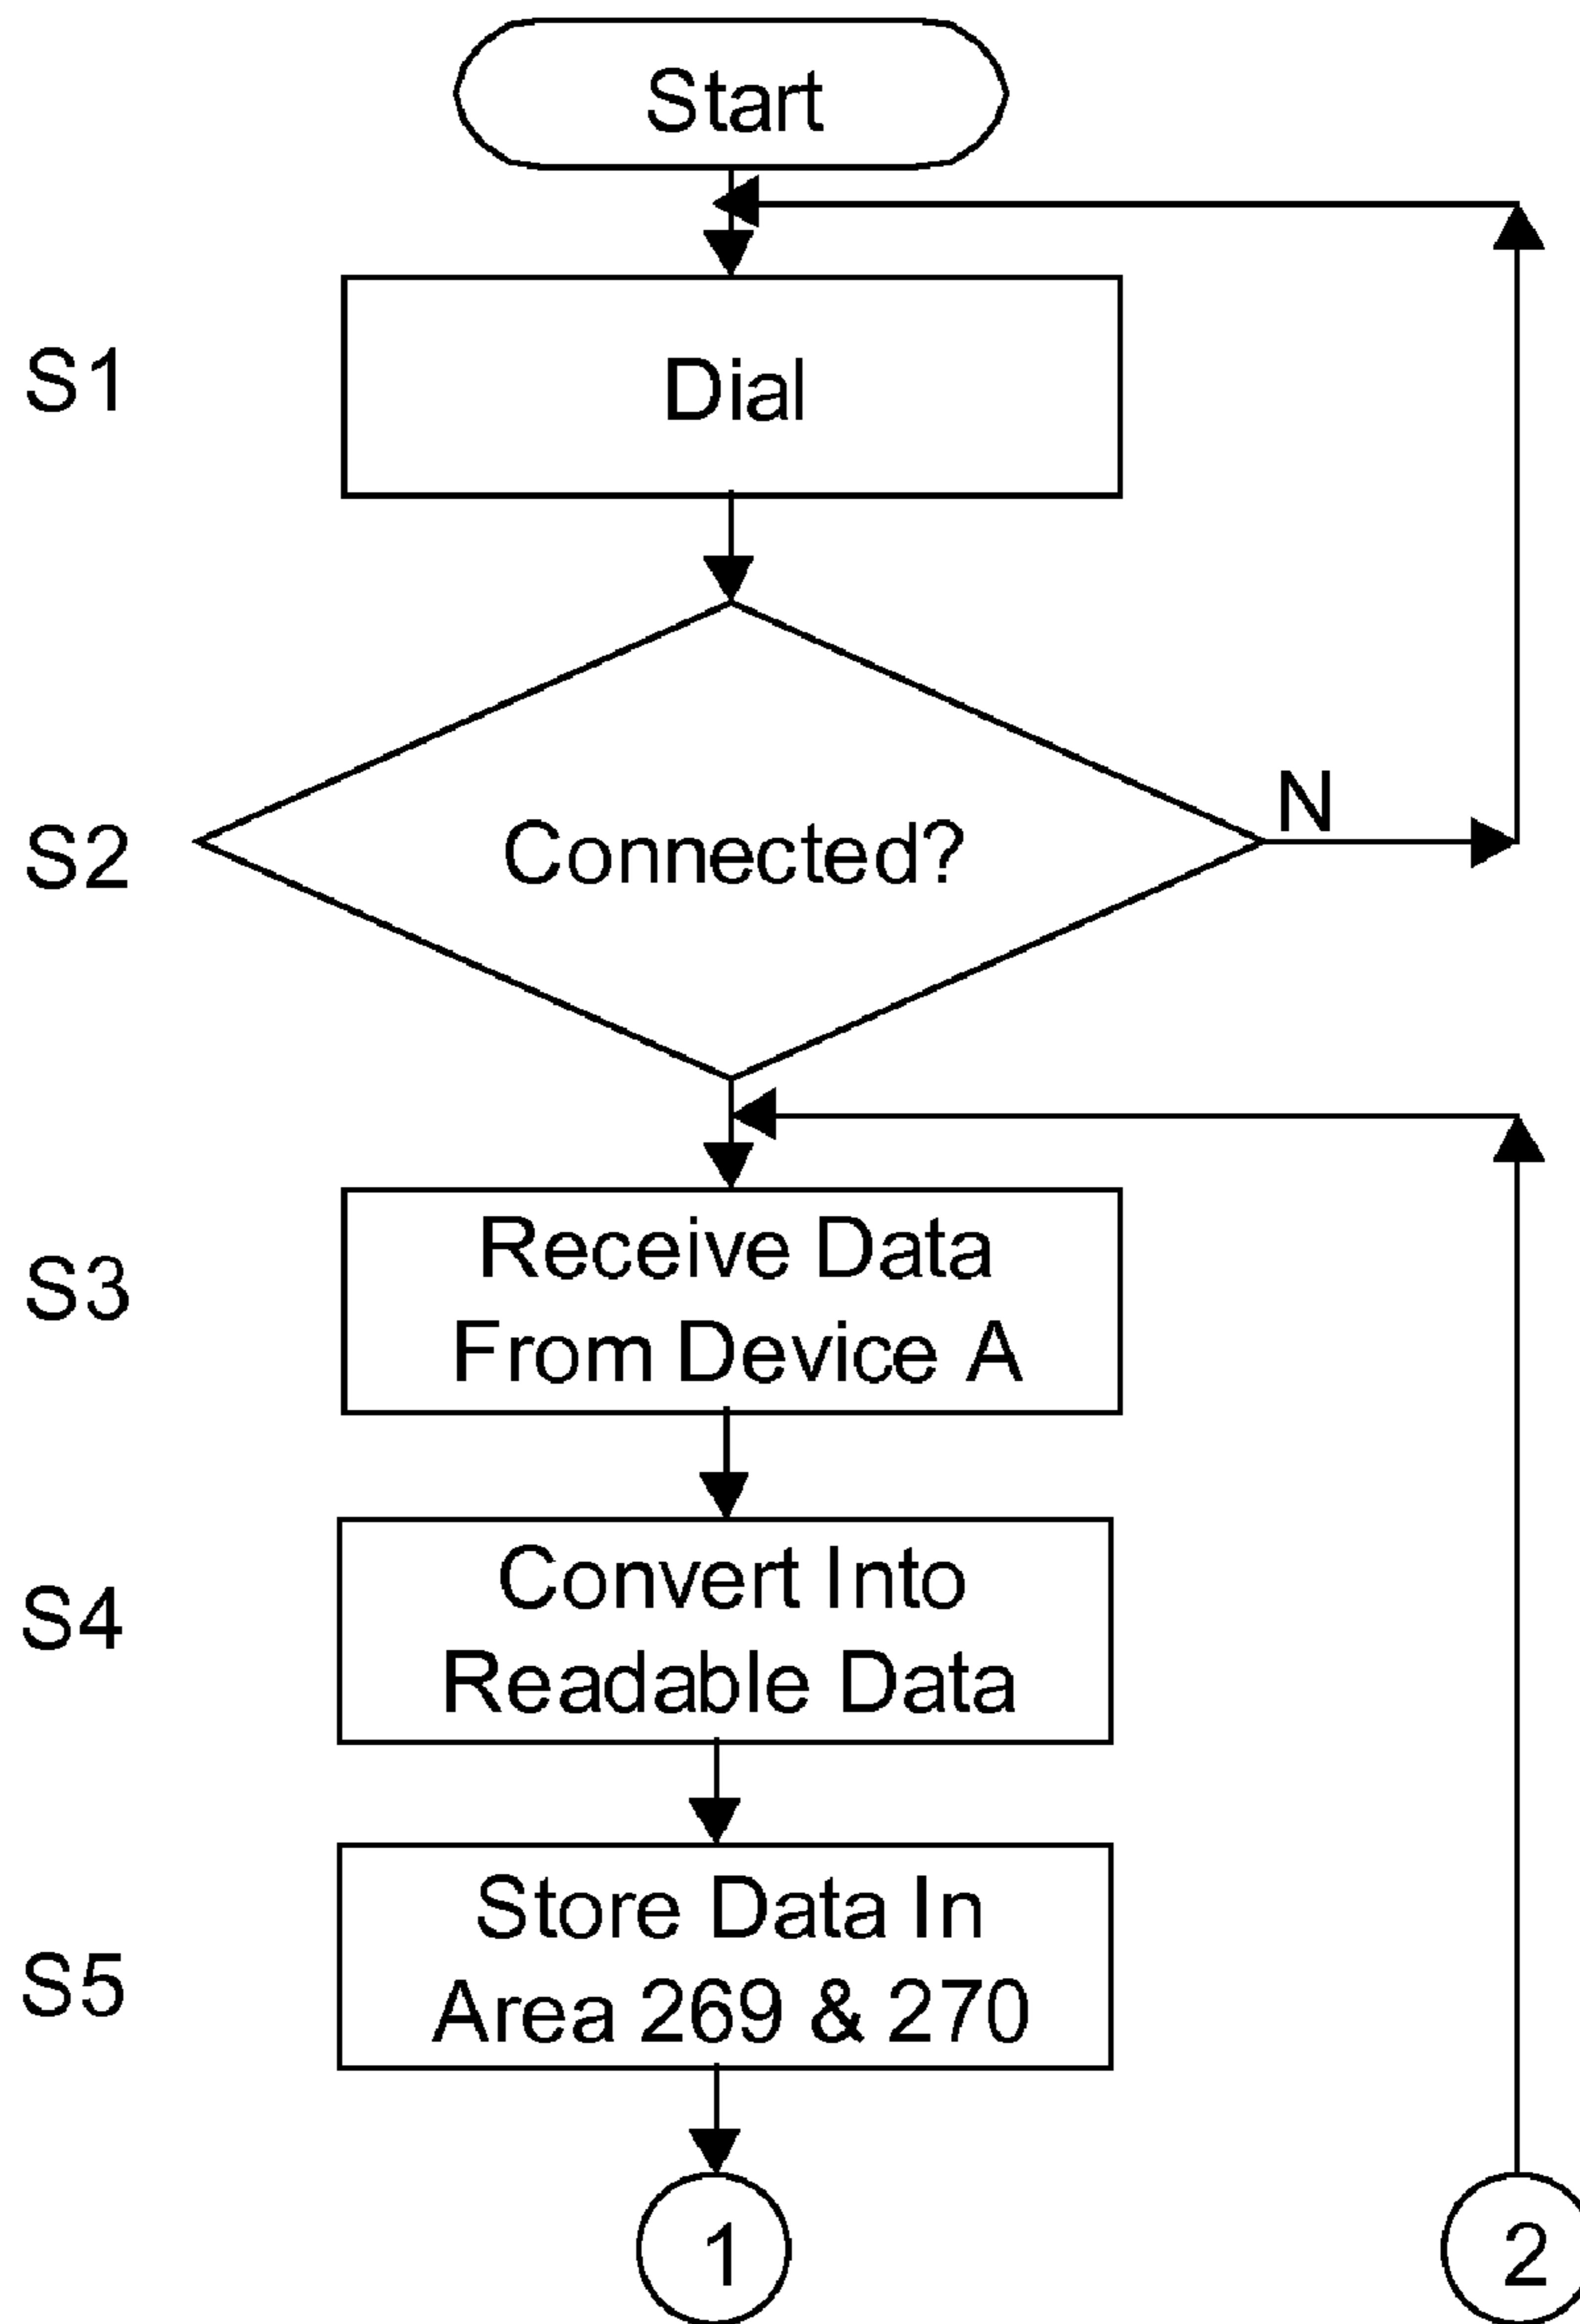 Start
S1
Dial
S2
Connected?
N
S3
Receive Data
From Device A
S4
Convert Into
Readable Data
S5
Store Data In
Area 269 & 270
1
2